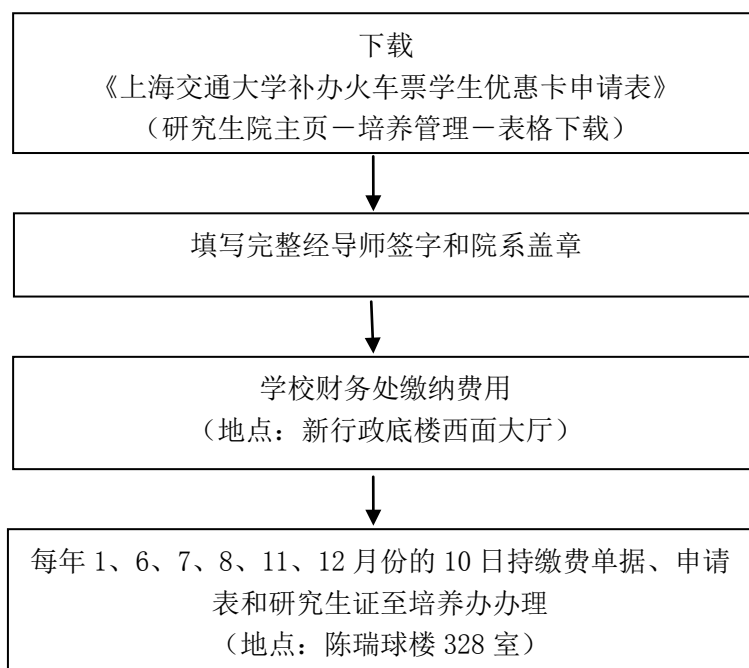 下载
《上海交通大学补办火车票学生优惠卡申请表》
（研究生院主页－培养管理－表格下载）
填写完整经导师签字和院系盖章
学校财务处缴纳费用
（地点：新行政底楼西面大厅）
每年 1、6、7、8、11、12 月份的 10 日持缴费单据、申请
表和研究生证至培养办办理
（地点：陈瑞球楼 328 室）